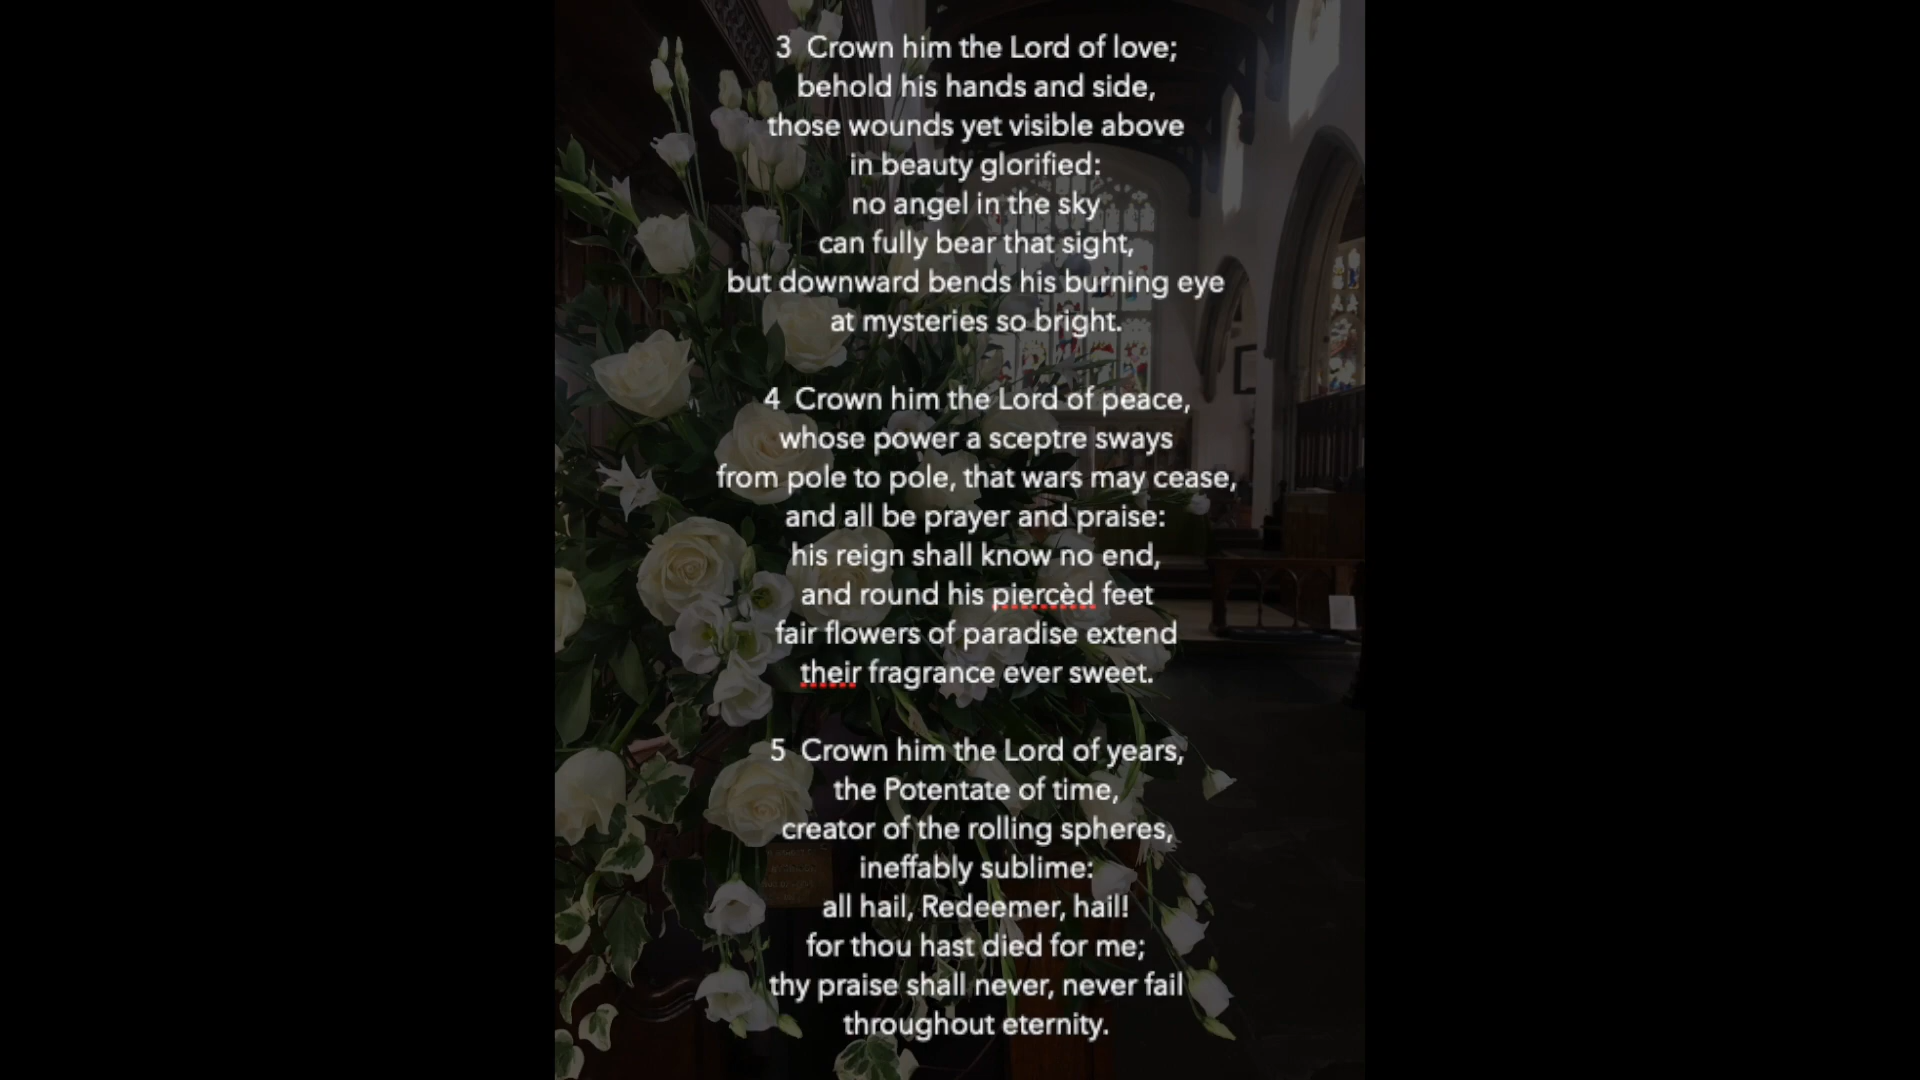 3 Crown him the Lord of love;
behold his hands and side,
those wounds yet visible above
in beauty glorified:
no angel in the sky
can fully bear that sight,
but downward bends his burning eye
at mysteries so bright.
4 Crown him the Lord of peace,
whose power a sceptre sways
from pole to pole, that wars may cease,
and all be prayer and praise:
his reign shall know no end,
and round his piercèd feet
fair flowers of paradise extend
their fragrance ever sweet.
5 Crown him the Lord of years,
the Potentate of time,
creator of the rolling spheres,
ineffably sublime:
all hail, Redeemer, hail!
for thou hast died for me;
thy praise shall never, never fail
throughout eternity.